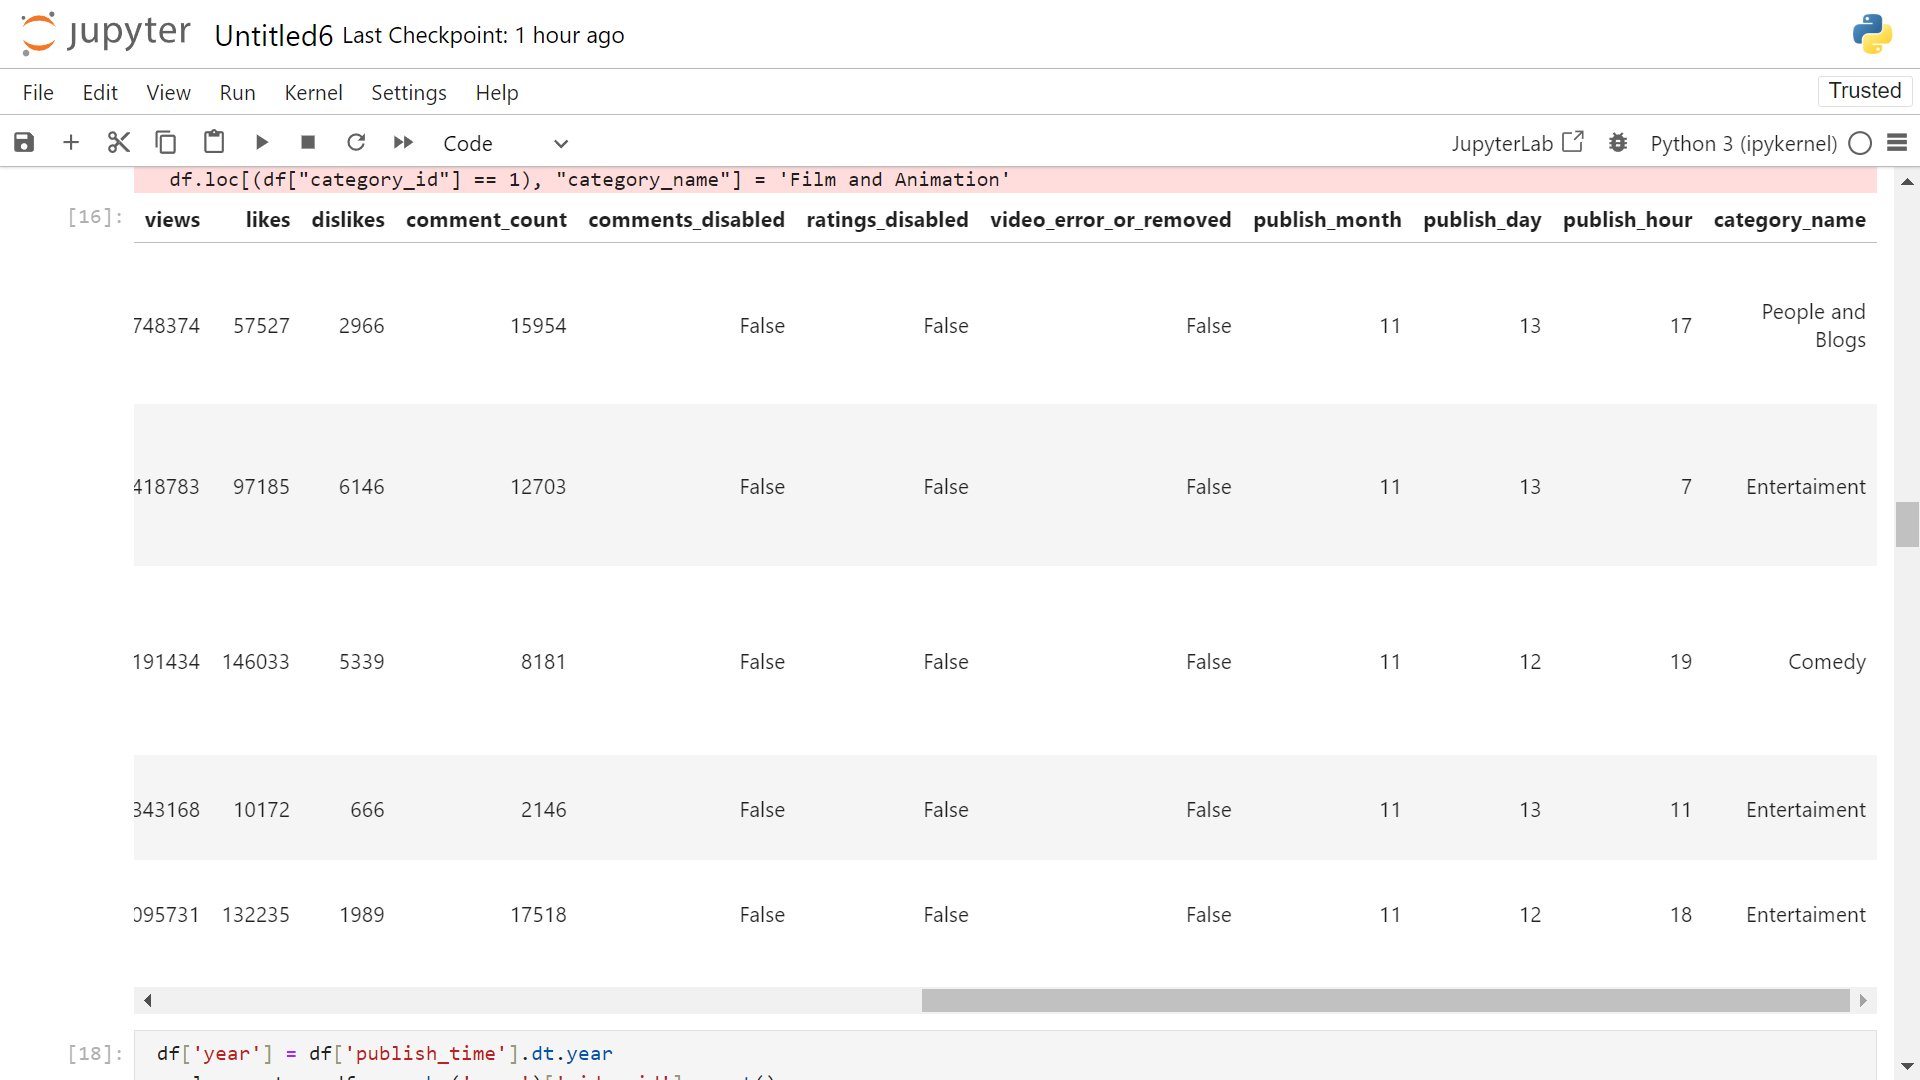 jupyter Untitled6 Last Checkpoint: 1 hour ago
File Edit View Run Kernel Settings Help Trusted
Code JupyterLab Python 3 (ipykernel)
df.loc[(df["category_id"] == 1), "category_name"] = 'Film and Animation'
[16]: views likes dislikes comment_count comments_disabled ratings_disabled video_error_or_removed publish_month publish_day publish_hour category_name
748374 57527 2966 15954 False False False 11 13 17 People and
Blogs
418783 97185 6146 12703 False False False 11 13 7 Entertaiment
191434 146033 5339 8181 False False False 11 12 19 Comedy
343168 10172 666 2146 False False False 11 13 11 Entertaiment
095731 132235 1989 17518 False False False 11 12 18 Entertaiment
[18]: df['year'] = df['publish_time'].dt.year